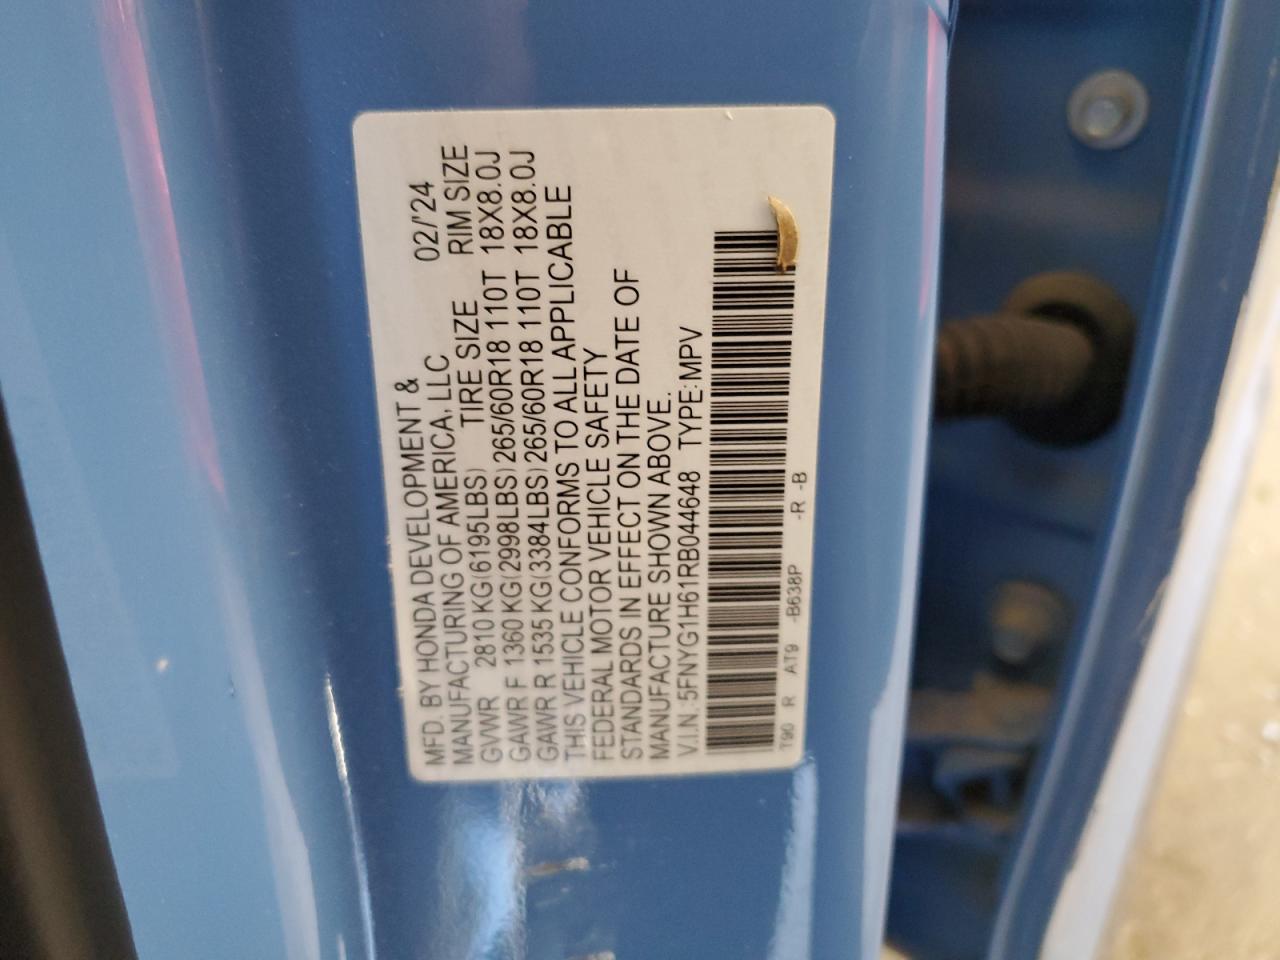 MFD. BY HONDA DEVELOPMENT &
MANUFACTURING OF AMERICA, LLC 02/'24
GVWR 2810 KG(6195LBS) TIRE SIZE RIM SIZE
GAWR F 1360 KG(2998LBS) 265/60R18 110T 18X8.0J
GAWR R 1535 KG(3384LBS) 265/60R18 110T 18X8.0J
THIS VEHICLE CONFORMS TO ALL APPLICABLE
FEDERAL MOTOR VEHICLE SAFETY
STANDARDS IN EFFECT ON THE DATE OF
MANUFACTURE SHOWN ABOVE.
V.I.N.: 5FNYG1H61RB044648 TYPE: MPV
T90 R AT9 -B638P -R -B